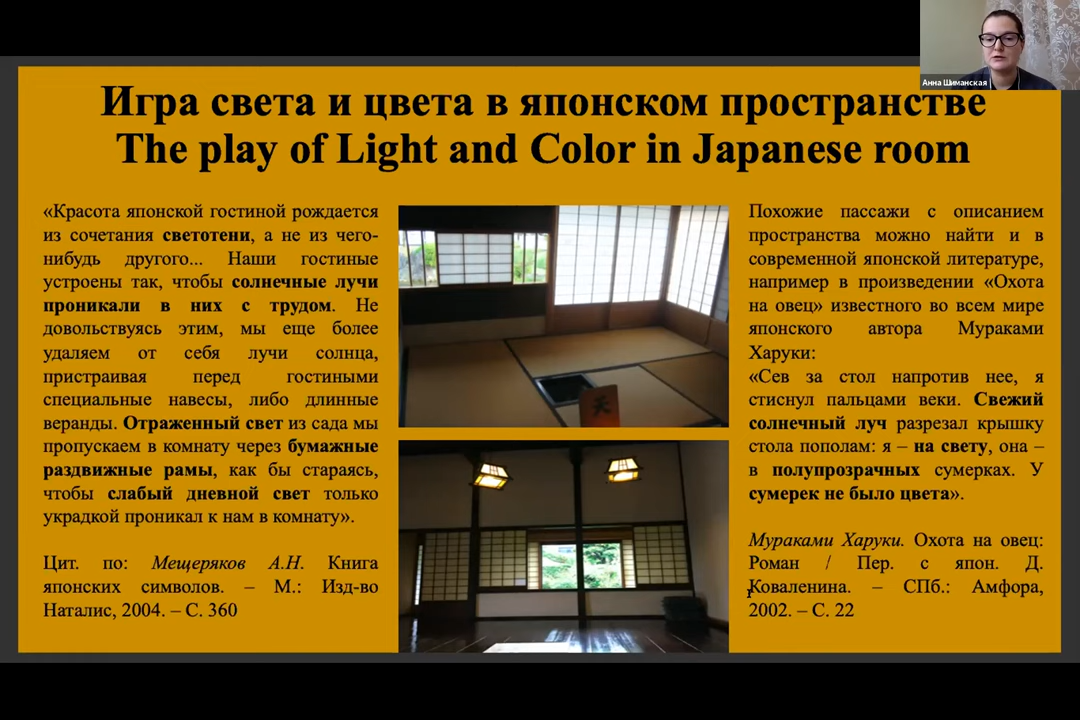 Анна Шиманская
Игра света и цвета в японском пространстве
The play of Light and Color in Japanese room
«Красота японской гостиной рождается
из сочетания светотени, а не из чего-
нибудь другого... Наши гостиные
устроены так, чтобы солнечные лучи
проникали в них с трудом. Не
довольствуясь этим, мы еще более
удаляем от себя лучи солнца,
пристраивая перед гостиными
специальные навесы, либо длинные
веранды. Отраженный свет из сада мы
пропускаем в комнату через бумажные
раздвижные рамы, как бы стараясь,
чтобы слабый дневной свет только
украдкой проникал к нам в комнату».
Цит. по: Мещеряков А.Н. Книга
японских символов. – М.: Изд-во
Наталис, 2004. – С. 360
天
Похожие пассажи с описанием
пространства можно найти и в
современной японской литературе,
например в произведении «Охота
на овец» известного во всем мире
японского автора Мураками
Харуки:
«Сев за стол напротив нее, я
стиснул пальцами веки. Свежий
солнечный луч разрезал крышку
стола пополам: я – на свету, она –
в полупрозрачных сумерках. У
сумерек не было цвета».
Мураками Харуки. Охота на овец:
Роман / Пер. с япон. Д.
Коваленина. – СПб.: Амфора,
2002. – С. 22